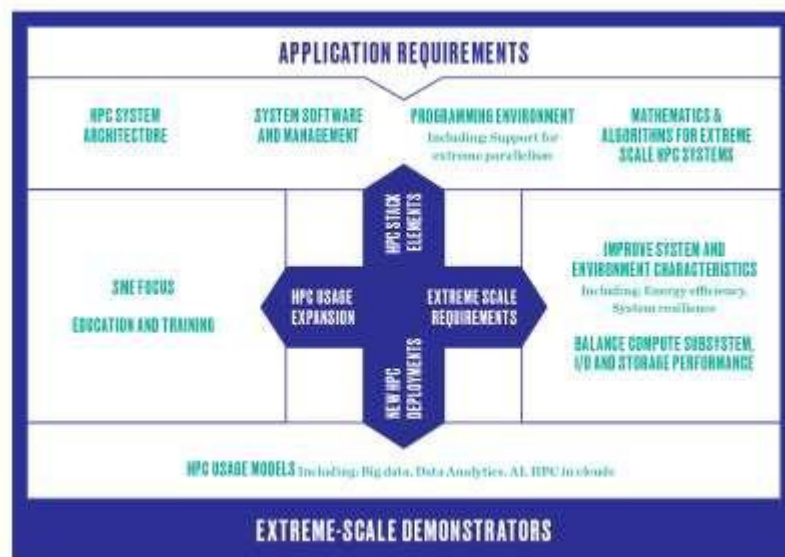 APPLICATION REQUIREMENTS
HPC SYSTEM
ARCHITECTURE
SYSTEM SOFTWARE
AND MANAGEMENT
PROGRAMMING ENVIRONMENT
Including: Support for
extreme parallelism
MATHEMATICS &
ALGORITHMS FOR EXTREME
SCALE HPC SYSTEMS
HPC STACK
ELEMENTS
SME FOCUS
EDUCATION AND TRAINING
HPC USAGE
EXPANSION
EXTREME SCALE
REQUIREMENTS
IMPROVE SYSTEM AND
ENVIRONMENT CHARACTERISTICS
Including: Energy efficiency,
System resilience
BALANCE COMPUTE SUBSYSTEM,
I/O AND STORAGE PERFORMANCE
NEW HPC
DEPLOYMENTS
HPC USAGE MODELS Including: Big data, Data Analytics, AI, HPC in clouds
EXTREME-SCALE DEMONSTRATORS